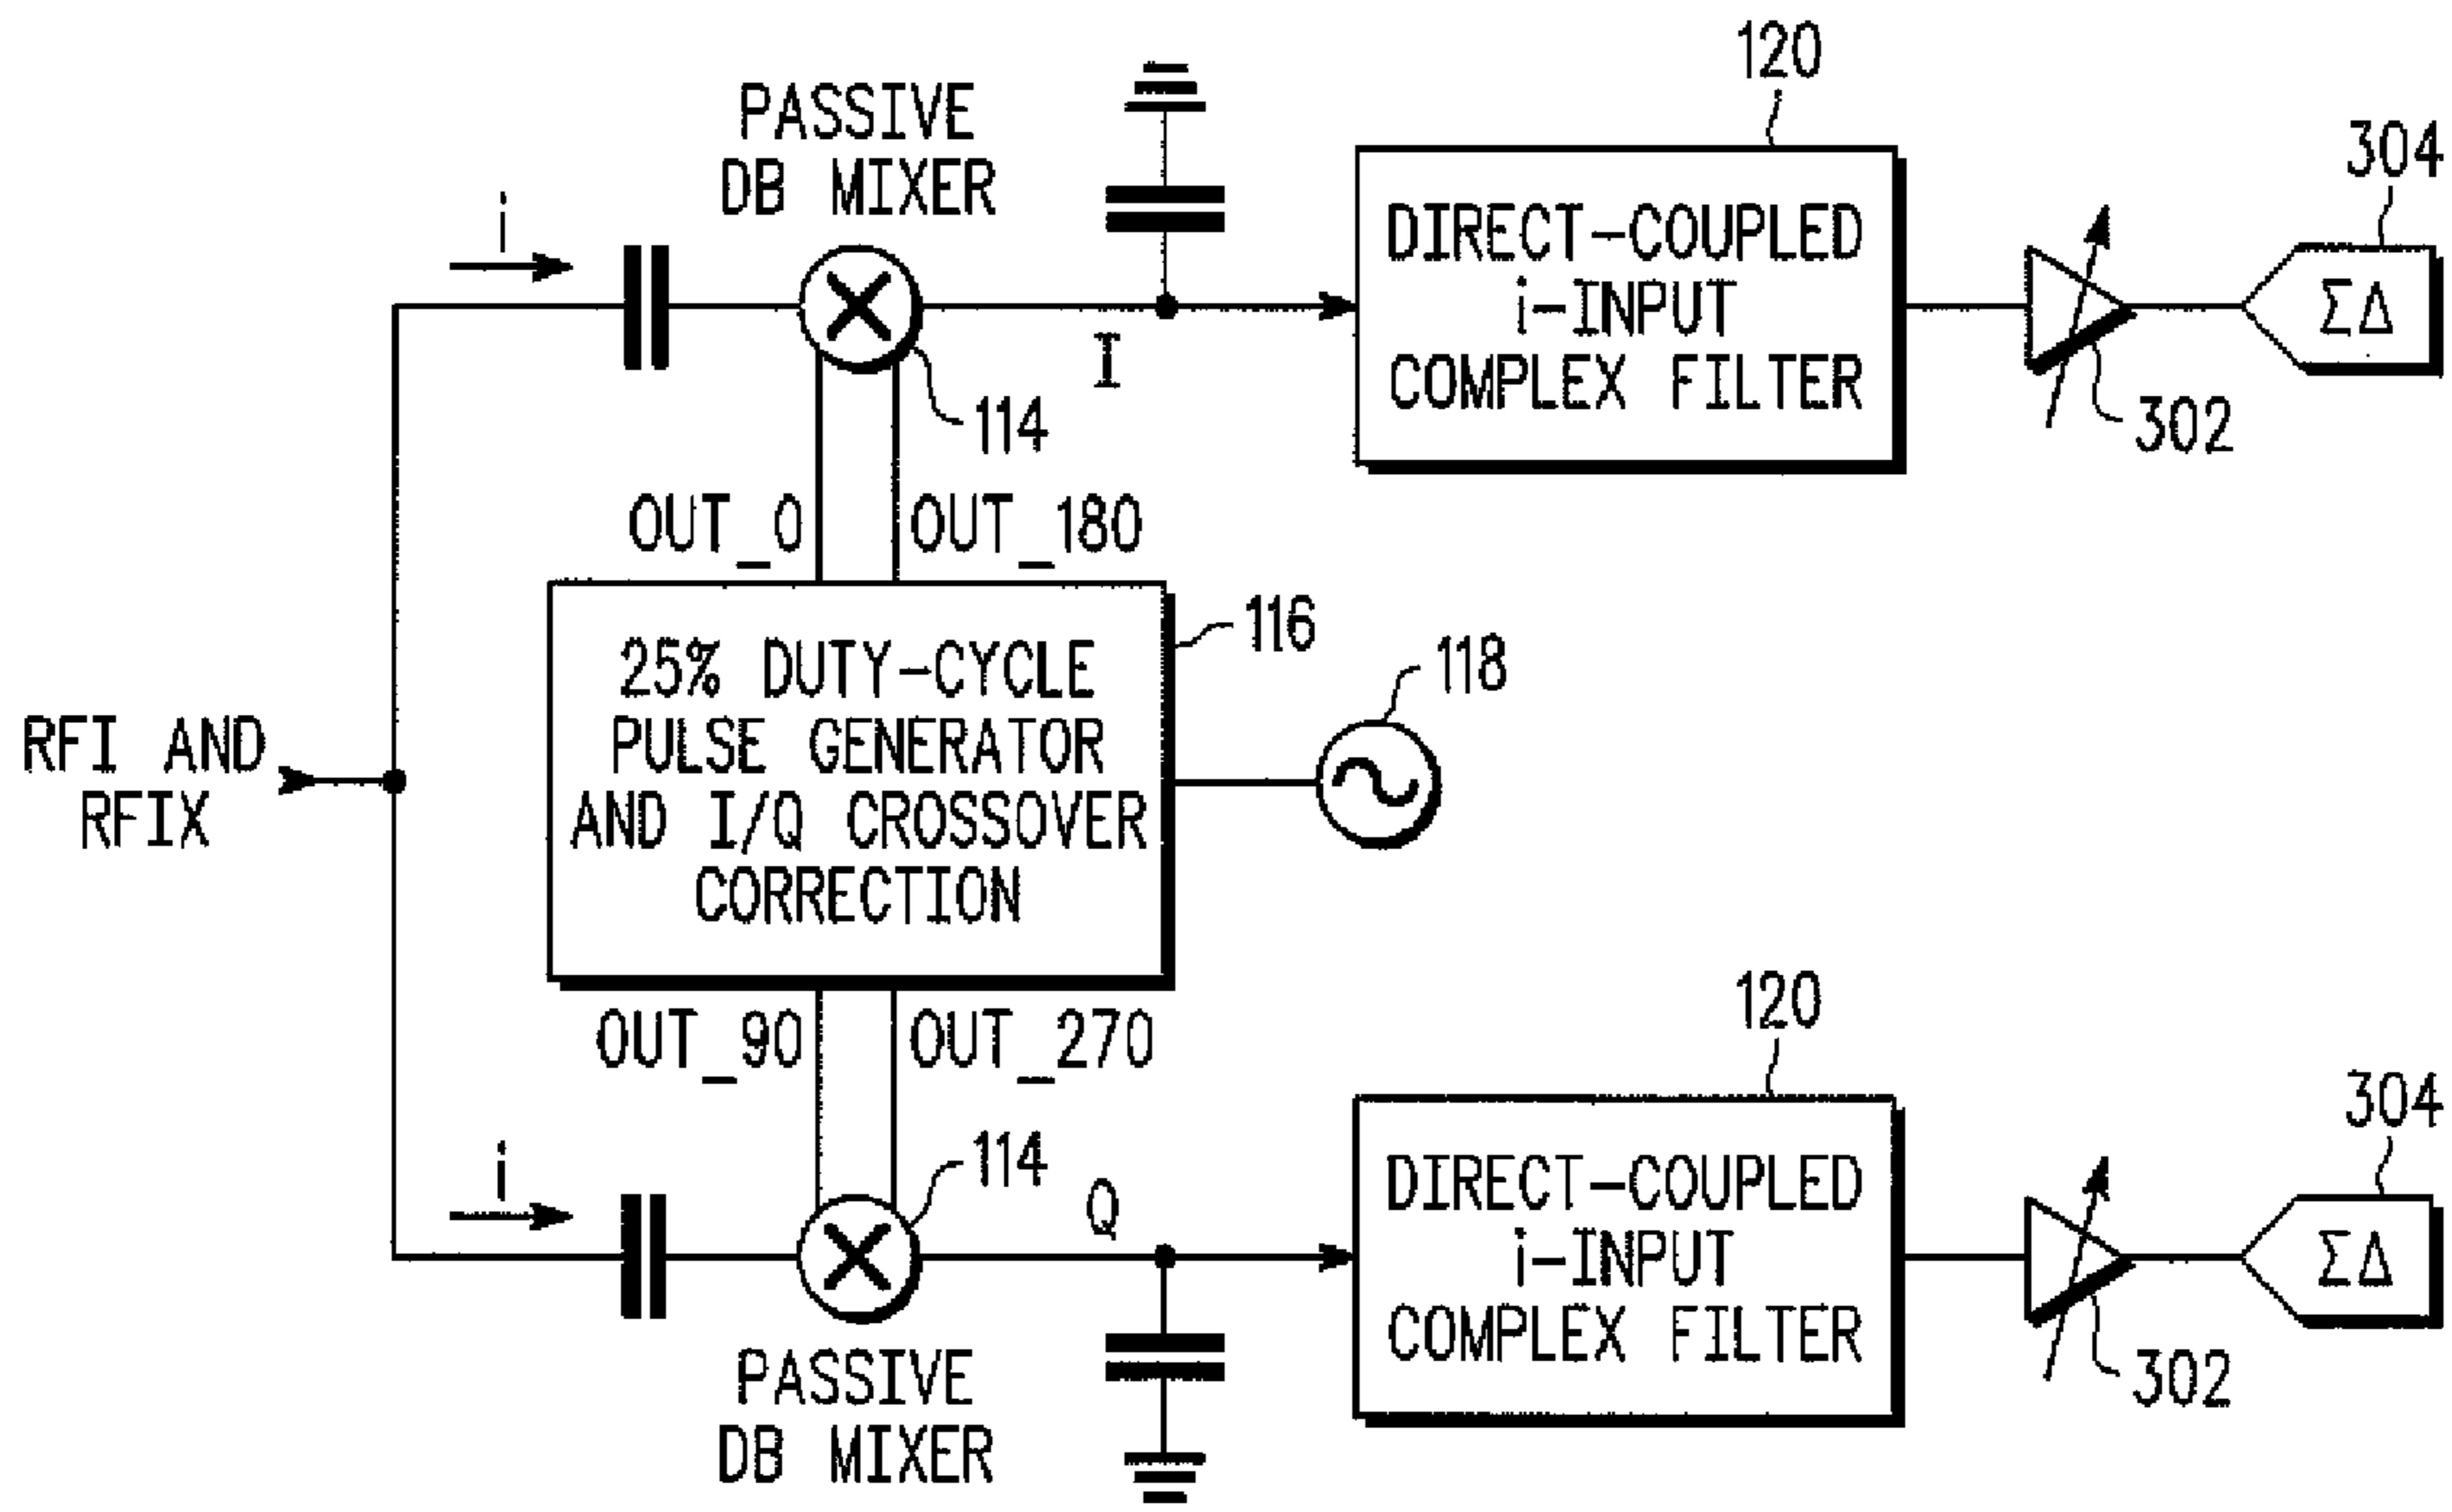 120
PASSIVE
DB MIXER
304
i
DIRECT-COUPLED
i-INPUT
COMPLEX FILTER
ΣΔ
I
114
302
OUT_0
OUT_180
116
25% DUTY-CYCLE
PULSE GENERATOR
AND I/Q CROSSOVER
CORRECTION
118
RFI AND
RFIX
OUT_90
OUT_270
120
304
i
114
Q
DIRECT-COUPLED
i-INPUT
COMPLEX FILTER
ΣΔ
302
PASSIVE
DB MIXER